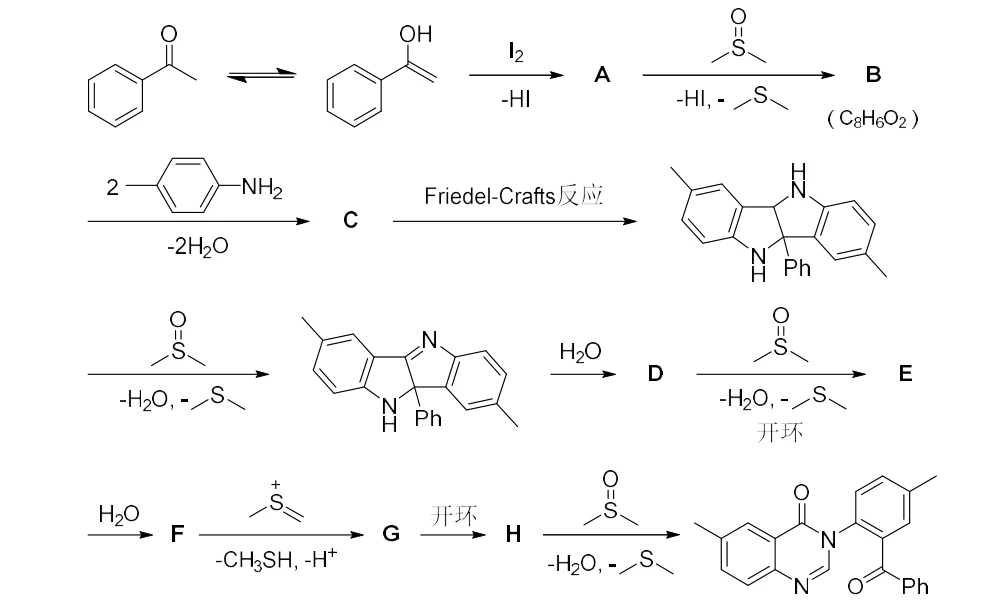 O OH O
I₂ S
A B
-HI -HI, - S
( C₈H₆O₂ )
2 NH₂ H N
Friedel-Crafts反应
C
-2H₂O N H Ph
O S N
H₂O O S
D E
-H₂O, - S N H Ph -H₂O, - S
开环
H₂O + S 开环 O S O
F G H N
-CH₃SH, -H⁺ -H₂O, - S N O Ph